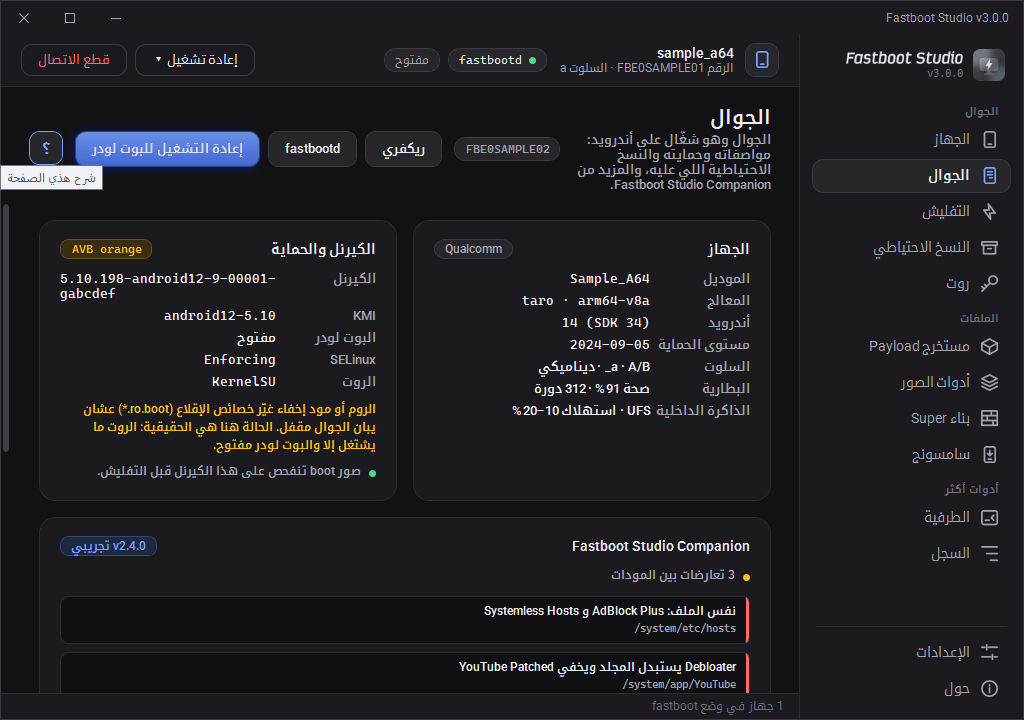 Fastboot Studio v3.0.0
Fastboot Studio
v3.0.0
الجوال
الجهاز
الجوال
التفليش
النسخ الاحتياطي
روت
الملفات
مستخرج Payload
أدوات الصور
بناء Super
سامسونج
أدوات أكثر
الطرفية
السجل
الإعدادات
حول
sample_a64
الرقم FBE0SAMPLE01 · السلوت a
fastbootd
مفتوح
إعادة تشغيل
قطع الاتصال
الجوال
الجوال وهو شغّال على أندرويد:
مواصفاته وحمايته والنسخ
الاحتياطية اللي عليه، والمزيد من
Fastboot Studio Companion.
FBE0SAMPLE02
ريكفري
fastbootd
إعادة التشغيل للبوت لودر
؟
شرح هذي الصفحة
الجهاز
Qualcomm
الموديل Sample_A64
المعالج taro · arm64-v8a
أندرويد 14 (SDK 34)
مستوى الحماية 2024-09-05
السلوت A/B · _a · ديناميكي
البطارية صحة 91% · 312 دورة
الذاكرة الداخلية UFS · استهلاك 10–20%
الكيرنل والحماية
AVB orange
الكيرنل 5.10.198-android12-9-00001-
gabcdef
KMI android12-5.10
البوت لودر مفتوح
SELinux Enforcing
الروت KernelSU
الروم أو مود إخفاء غيّر خصائص الإقلاع (ro.boot.*) عشان
يبان الجوال مقفل. الحالة هنا هي الحقيقية: الروت ما
يشتغل إلا والبوت لودر مفتوح.
صور boot تنفحص على هذا الكيرنل قبل التفليش.
Fastboot Studio Companion
v2.4.0 تجريبي
3 تعارضات بين المودات
نفس الملف: AdBlock Plus و Systemless Hosts
/system/etc/hosts
Debloater يستبدل المجلد ويخفي YouTube Patched
/system/app/YouTube
1 جهاز في وضع fastboot